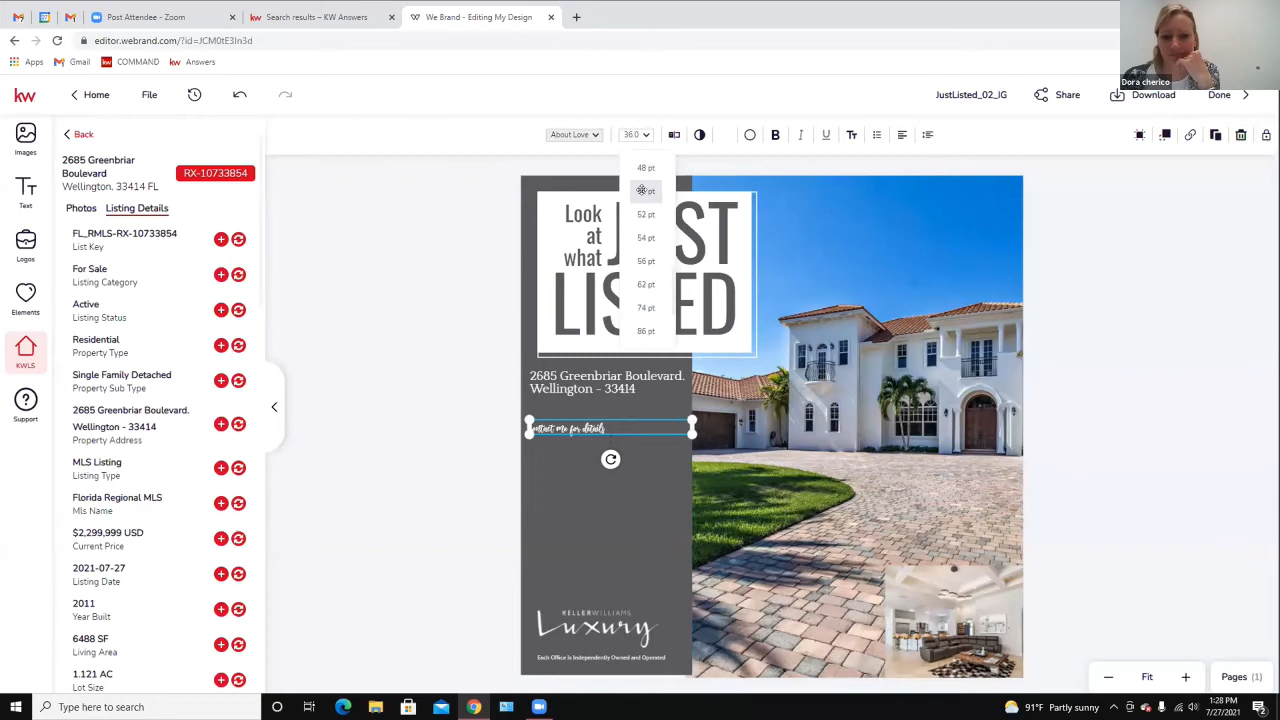 Post Attendee - Zoom
Search results – KW Answers
We Brand - Editing My Design
editor.webrand.com/?id=JCM0tE3In3d
Apps
Gmail
COMMAND
Answers
Dora cherico
kw
Home
File
JustListed_02_IG
Share
Download
Done
Back
About Love
36.0
2685 Greenbriar
Boulevard
Wellington, 33414 FL
RX-10733854
Photos
Listing Details
FL_RMLS-RX-10733854
List Key
For Sale
Listing Category
Active
Listing Status
Residential
Property Type
Single Family Detached
Property Sub Type
2685 Greenbriar Boulevard.
Wellington - 33414
Property Address
MLS Listing
Listing Type
Florida Regional MLS
Mls Name
$2,299,999 USD
Current Price
2021-07-27
Listing Date
2011
Year Built
6488 SF
Living Area
1.121 AC
Lot Size
Images
Text
Logos
Elements
KWLS
Support
48 pt
pt
52 pt
54 pt
56 pt
62 pt
74 pt
86 pt
Look
at
what
2685 Greenbriar Boulevard.
Wellington - 33414
me for details
KELLERWILLIAMS
Luxury
Each Office Is Independently Owned and Operated
Fit
Pages (1)
Type here to search
91°F Partly sunny
1:28 PM
7/27/2021